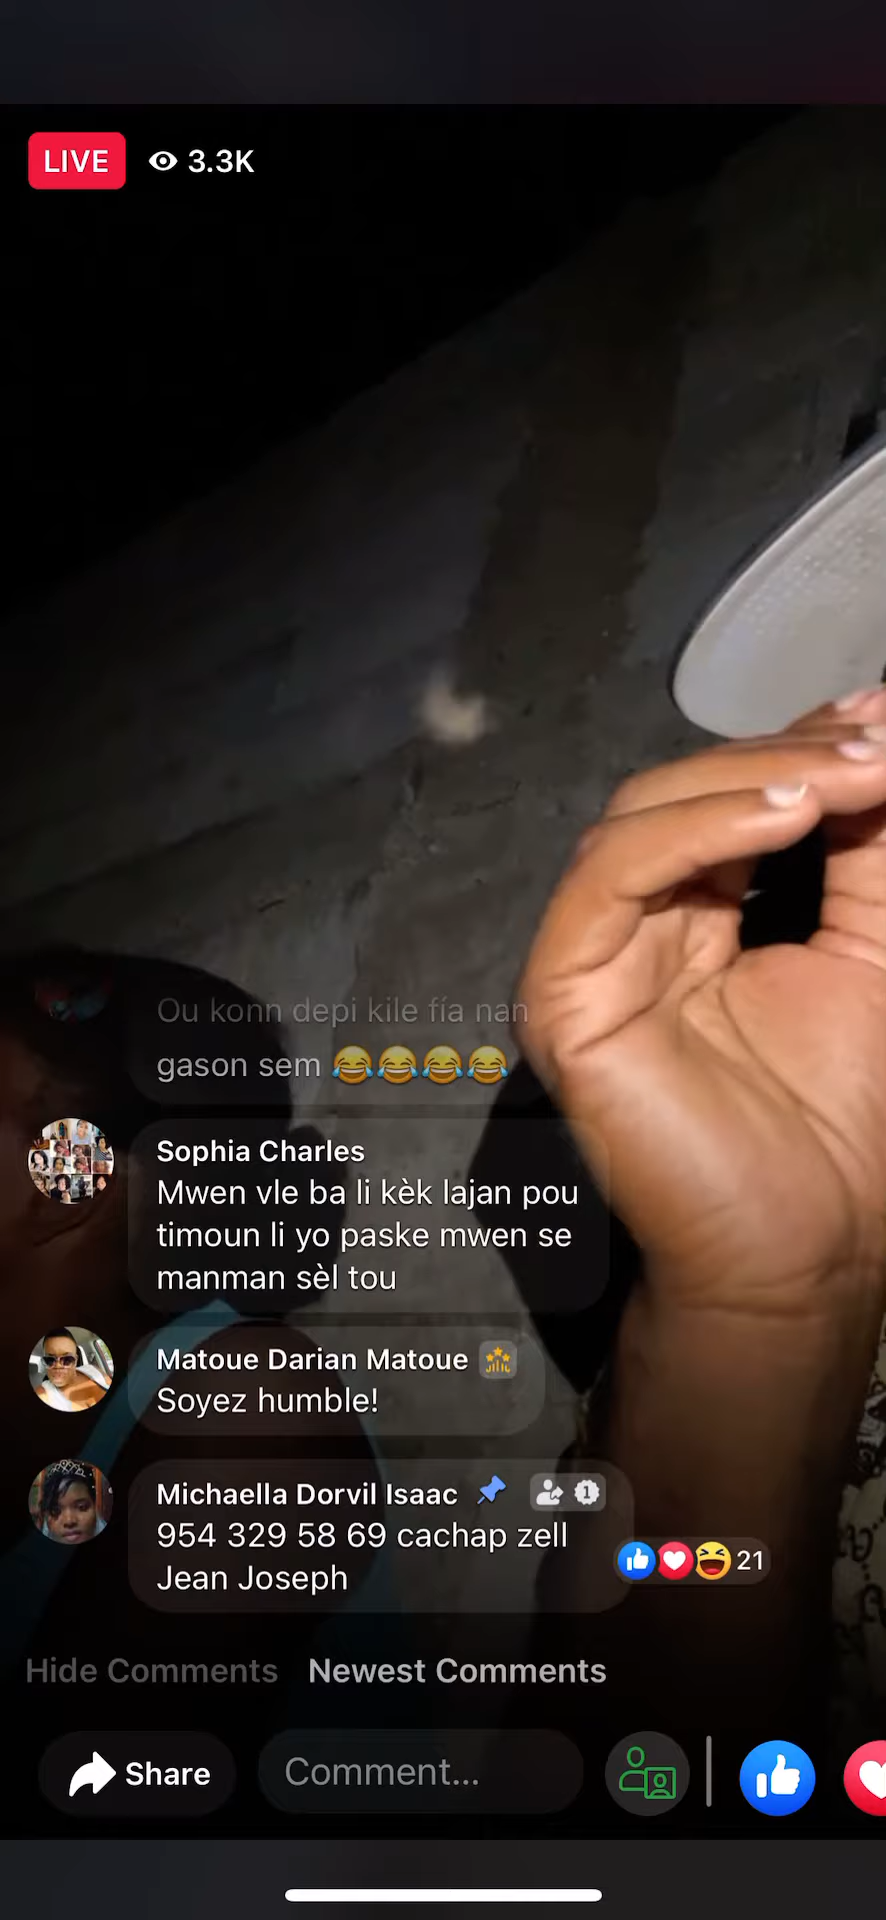 LIVE 3.3K
Ou konn depi kile fía nan
gason sem 😂😂😂😂
Sophia Charles
Mwen vle ba li kèk lajan pou
timoun li yo paske mwen se
manman sèl tou
Matoue Darian Matoue
Soyez humble!
Michaella Dorvil Isaac
954 329 58 69 cachap zell
Jean Joseph
21
Hide Comments Newest Comments
Share Comment...